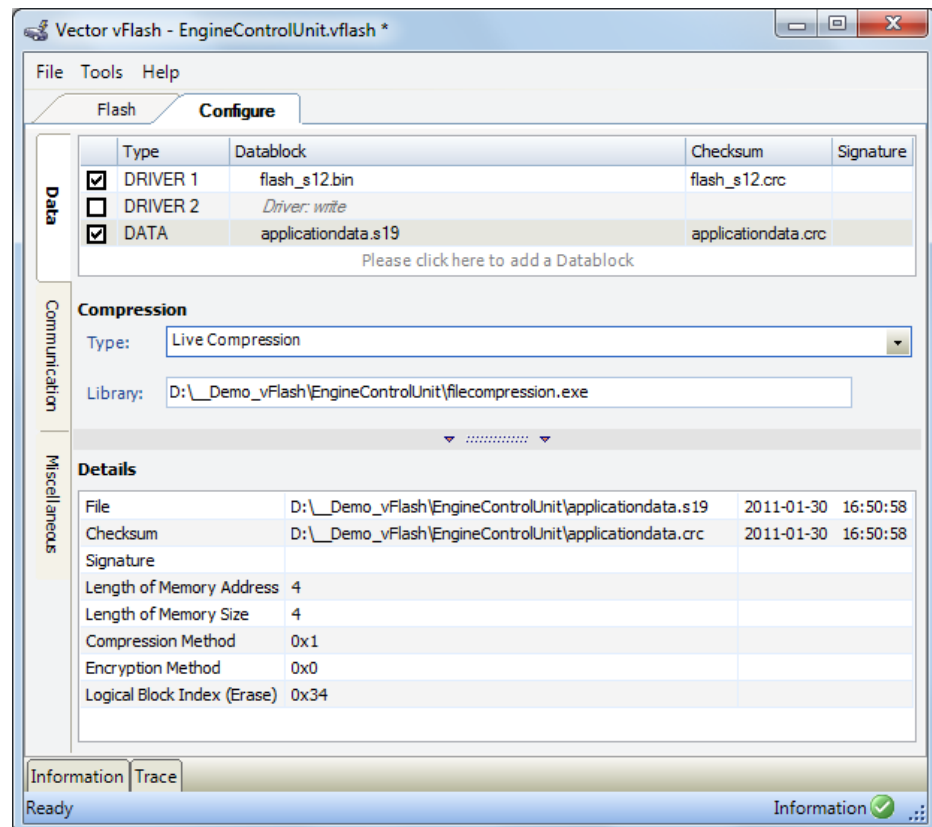 Vector vFlash - EngineControlUnit.vflash *
File Tools Help
Flash Configure
Data
Communication
Miscellaneous
Type Datablock Checksum Signature
DRIVER 1 flash_s12.bin flash_s12.crc
DRIVER 2 Driver: write
DATA applicationdata.s19 applicationdata.crc
Please click here to add a Datablock
Compression
Type: Live Compression
Library: D:\__Demo_vFlash\EngineControlUnit\filecompression.exe
Details
File D:\__Demo_vFlash\EngineControlUnit\applicationdata.s19 2011-01-30 16:50:58
Checksum D:\__Demo_vFlash\EngineControlUnit\applicationdata.crc 2011-01-30 16:50:58
Signature
Length of Memory Address 4
Length of Memory Size 4
Compression Method 0x1
Encryption Method 0x0
Logical Block Index (Erase) 0x34
Information Trace
Ready Information